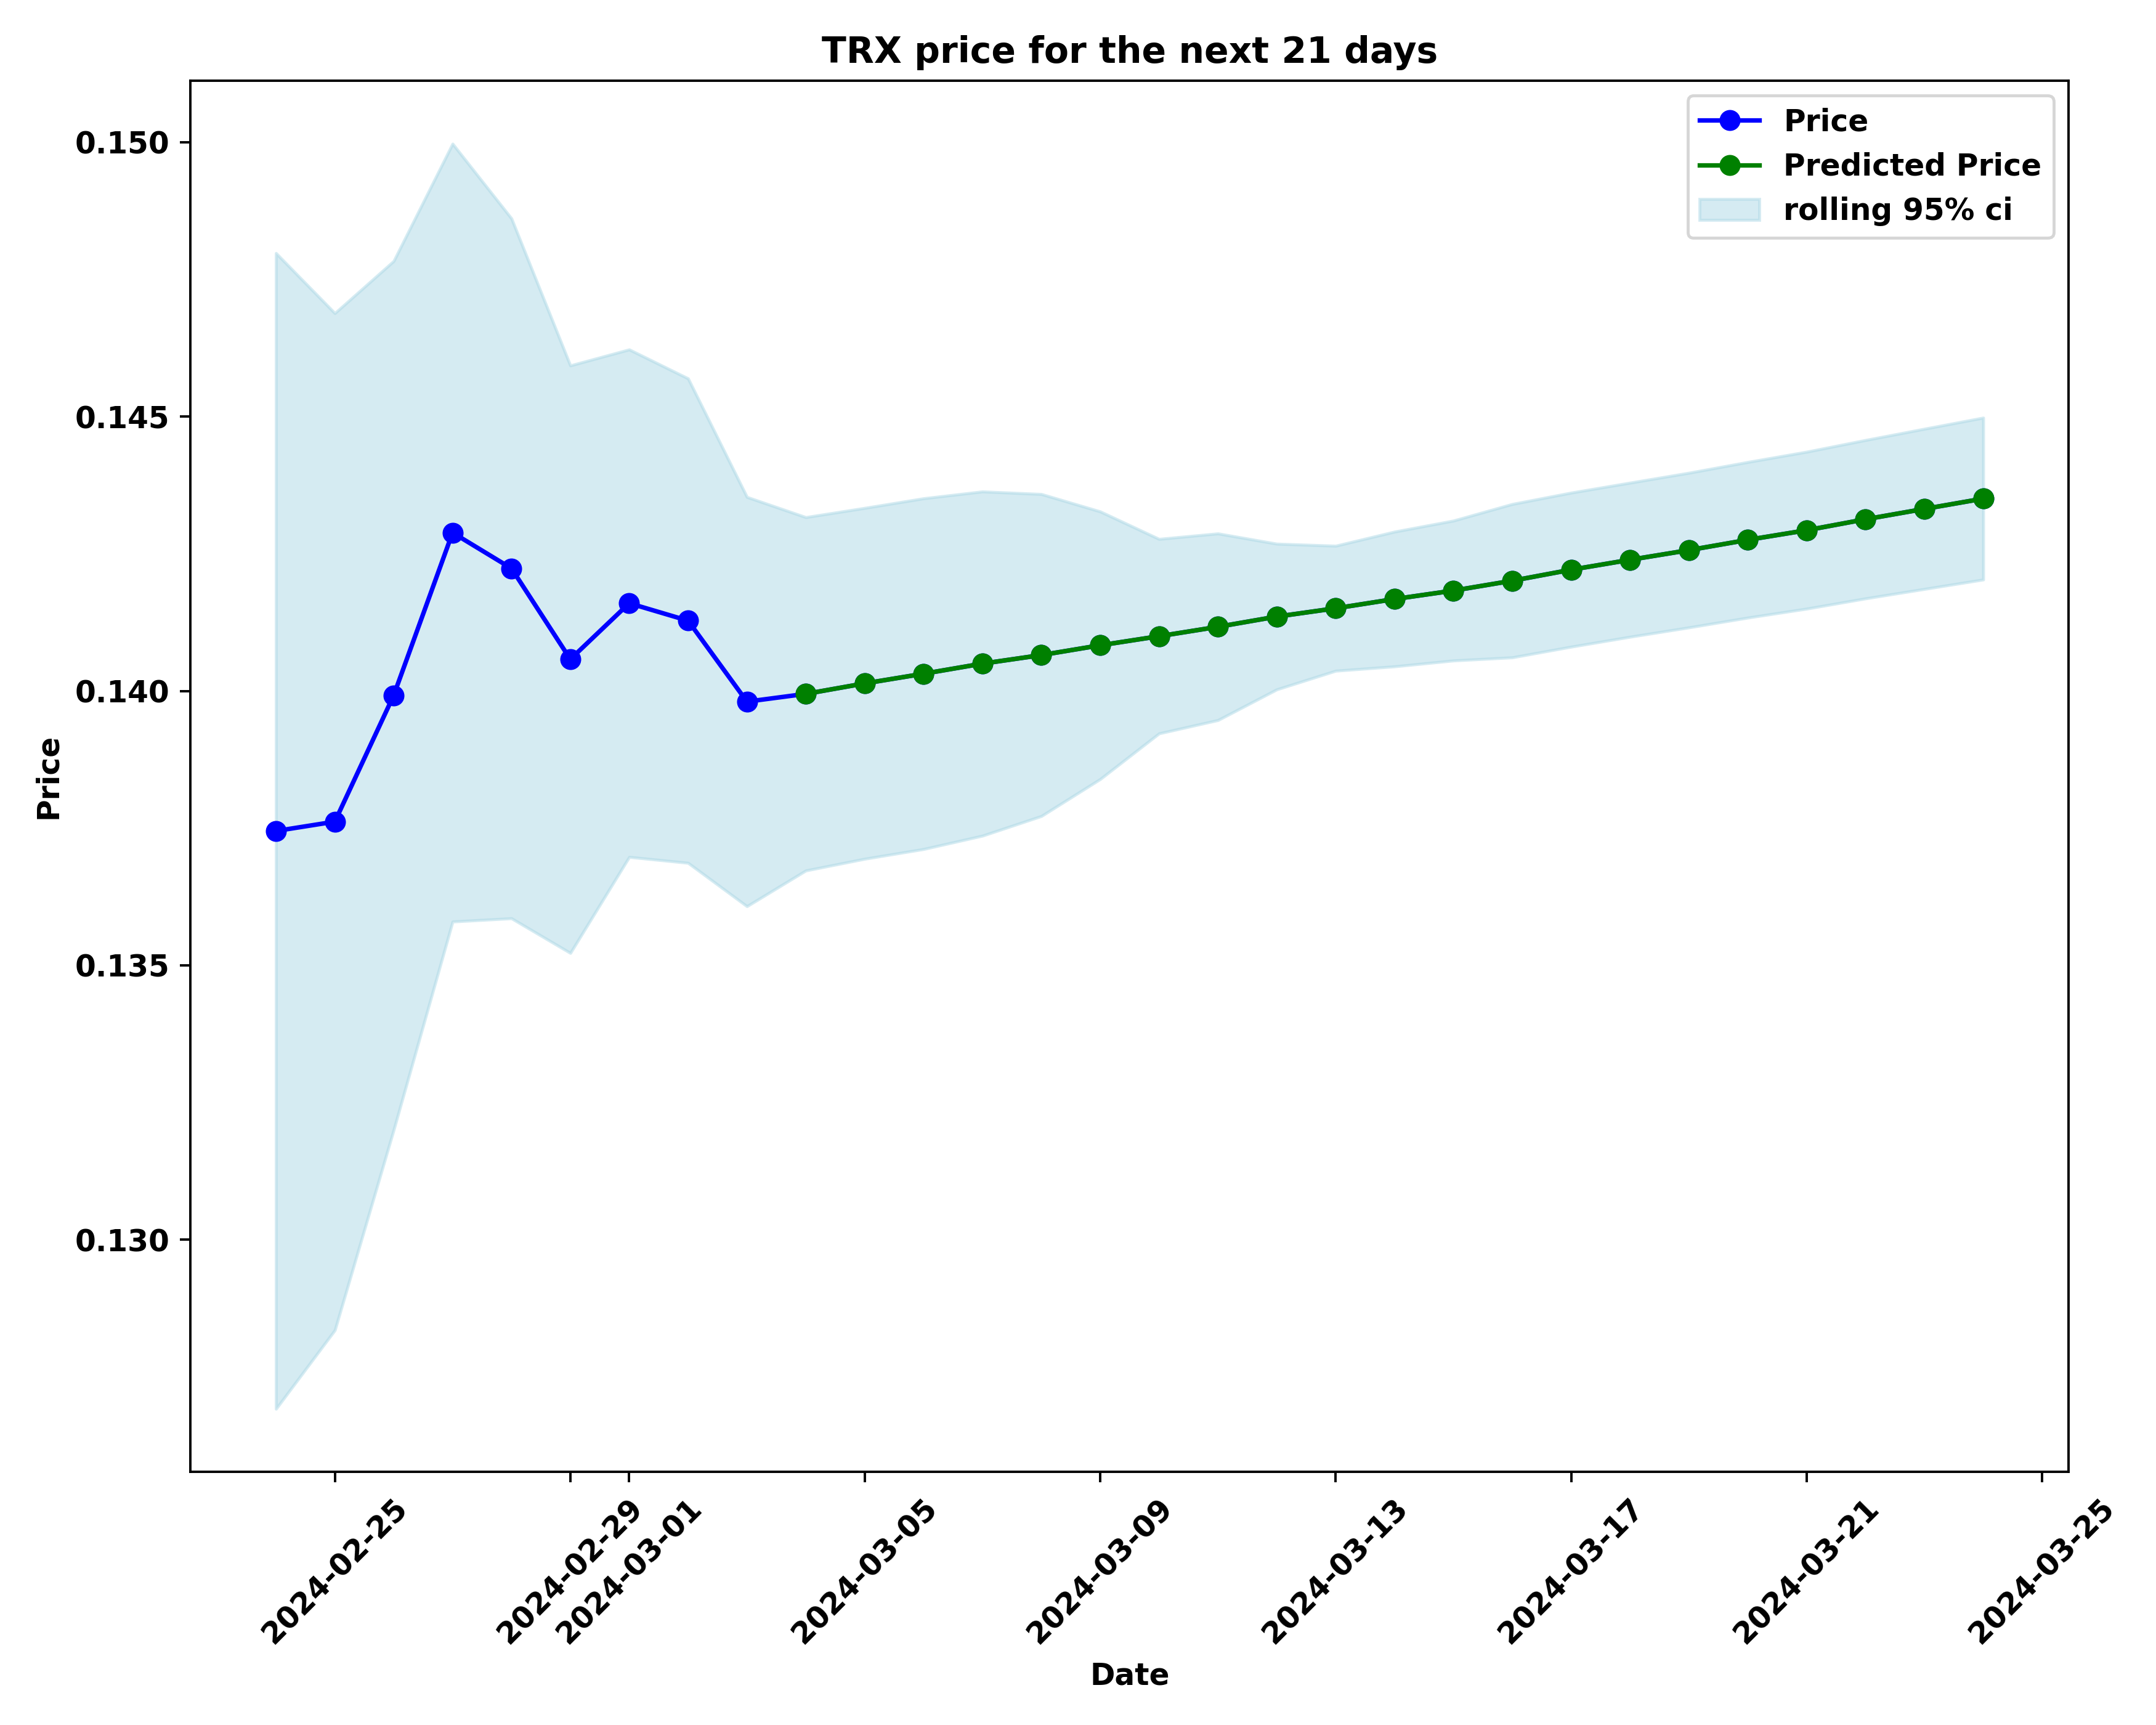 TRX price for the next 21 days
Price
Predicted Price
rolling 95% ci
0.150
0.145
0.140
0.135
0.130
Price
2024-02-25
2024-02-29
2024-03-01
2024-03-05
2024-03-09
2024-03-13
2024-03-17
2024-03-21
2024-03-25
Date